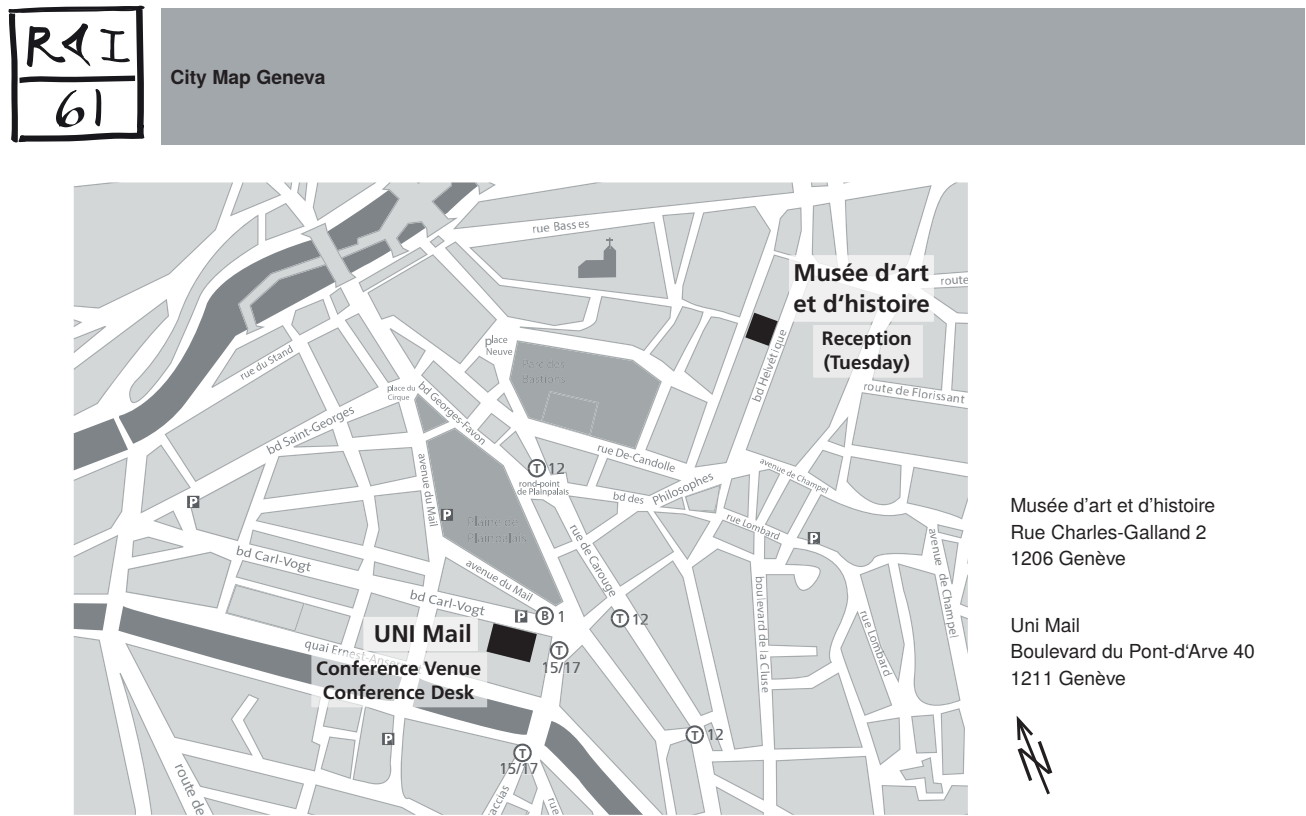 RAI
61
City Map Geneva
rue Basses
Musée d‘art
et d‘histoire
Reception
(Tuesday)
route
place
Neuve
Parc des
Bastions
rue du Stand
place du
Cirque
bd Georges-Favon
bd Helvétique
route de Florissant
bd Saint-Georges
avenue du Mail
rue De-Candolle
T 12
rond-point
de Plainpalais
bd des Philosophes
avenue de Champel
P
P
Plaine de
Plainpalais
rue Lombard
P
rue de Carouge
avenue de Champel
bd Carl-Vogt
avenue du Mail
bd Carl-Vogt
boulevard de la Cluse
P
B 1
T 12
rue Lombard
UNI Mail
quai Ernest-Anser
T
15/17
Conference Venue
Conference Desk
P
T 12
T
15/17
route de
accias
rue
Musée d’art et d’histoire
Rue Charles-Galland 2
1206 Genève
Uni Mail
Boulevard du Pont-d‘Arve 40
1211 Genève
N